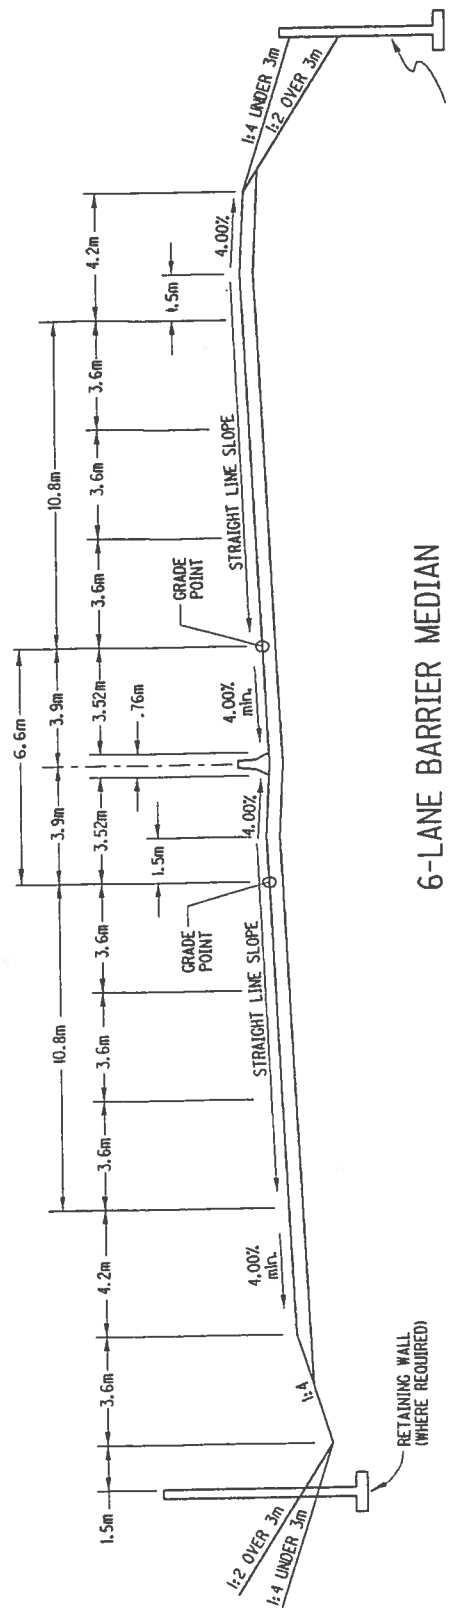 6.6m
10.8m 3.9m 3.9m 10.8m
1.5m 3.6m 4.2m 3.6m 3.6m 3.6m 3.52m 3.52m 3.6m 3.6m 3.6m 4.2m
.76m
1.5m
1.5m
GRADE
POINT
GRADE
POINT
1:2 OVER 3m
1:4 UNDER 3m
1:4
4.00%
min.
STRAIGHT LINE SLOPE
4.00%
4.00%
min.
STRAIGHT LINE SLOPE
4.00%
1:4 UNDER 3m
1:2 OVER 3m
RETAINING WALL
(WHERE REQUIRED)
6-LANE BARRIER MEDIAN